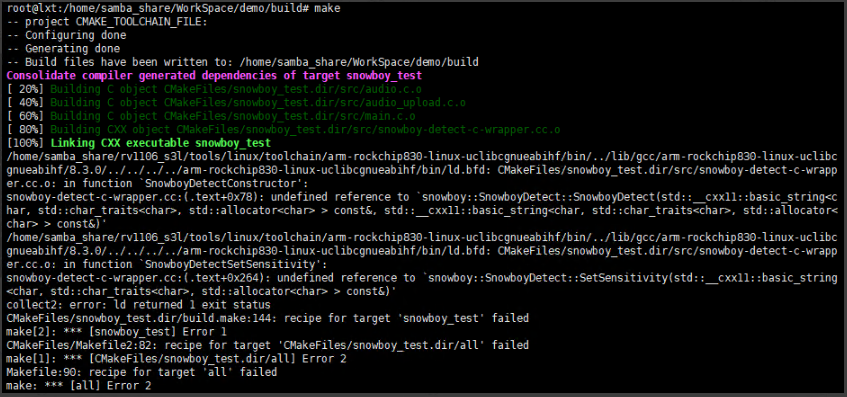 root@lxt:/home/samba_share/WorkSpace/demo/build# make
-- project CMAKE_TOOLCHAIN_FILE:
-- Configuring done
-- Generating done
-- Build files have been written to: /home/samba_share/WorkSpace/demo/build
Consolidate compiler generated dependencies of target snowboy_test
[ 20%] Building C object CMakeFiles/snowboy_test.dir/src/audio.c.o
[ 40%] Building C object CMakeFiles/snowboy_test.dir/src/audio_upload.c.o
[ 60%] Building C object CMakeFiles/snowboy_test.dir/src/main.c.o
[ 80%] Building CXX object CMakeFiles/snowboy_test.dir/src/snowboy-detect-c-wrapper.cc.o
[100%] Linking CXX executable snowboy_test
/home/samba_share/rv1106_s3l/tools/linux/toolchain/arm-rockchip830-linux-uclibcgnueabihf/bin/../lib/gcc/arm-rockchip830-linux-uclibc
gnueabihf/8.3.0/../../../../arm-rockchip830-linux-uclibcgnueabihf/bin/ld.bfd: CMakeFiles/snowboy_test.dir/src/snowboy-detect-c-wrapp
er.cc.o: in function `SnowboyDetectConstructor':
snowboy-detect-c-wrapper.cc:(.text+0x78): undefined reference to `snowboy::SnowboyDetect::SnowboyDetect(std::__cxx11::basic_string<c
har, std::char_traits<char>, std::allocator<char> > const&, std::__cxx11::basic_string<char, std::char_traits<char>, std::allocator<
char> > const&)'
/home/samba_share/rv1106_s3l/tools/linux/toolchain/arm-rockchip830-linux-uclibcgnueabihf/bin/../lib/gcc/arm-rockchip830-linux-uclibc
gnueabihf/8.3.0/../../../../arm-rockchip830-linux-uclibcgnueabihf/bin/ld.bfd: CMakeFiles/snowboy_test.dir/src/snowboy-detect-c-wrapp
er.cc.o: in function `SnowboyDetectSetSensitivity':
snowboy-detect-c-wrapper.cc:(.text+0x264): undefined reference to `snowboy::SnowboyDetect::SetSensitivity(std::__cxx11::basic_string
<char, std::char_traits<char>, std::allocator<char> > const&)'
collect2: error: ld returned 1 exit status
CMakeFiles/snowboy_test.dir/build.make:144: recipe for target 'snowboy_test' failed
make[2]: *** [snowboy_test] Error 1
CMakeFiles/Makefile2:82: recipe for target 'CMakeFiles/snowboy_test.dir/all' failed
make[1]: *** [CMakeFiles/snowboy_test.dir/all] Error 2
Makefile:90: recipe for target 'all' failed
make: *** [all] Error 2